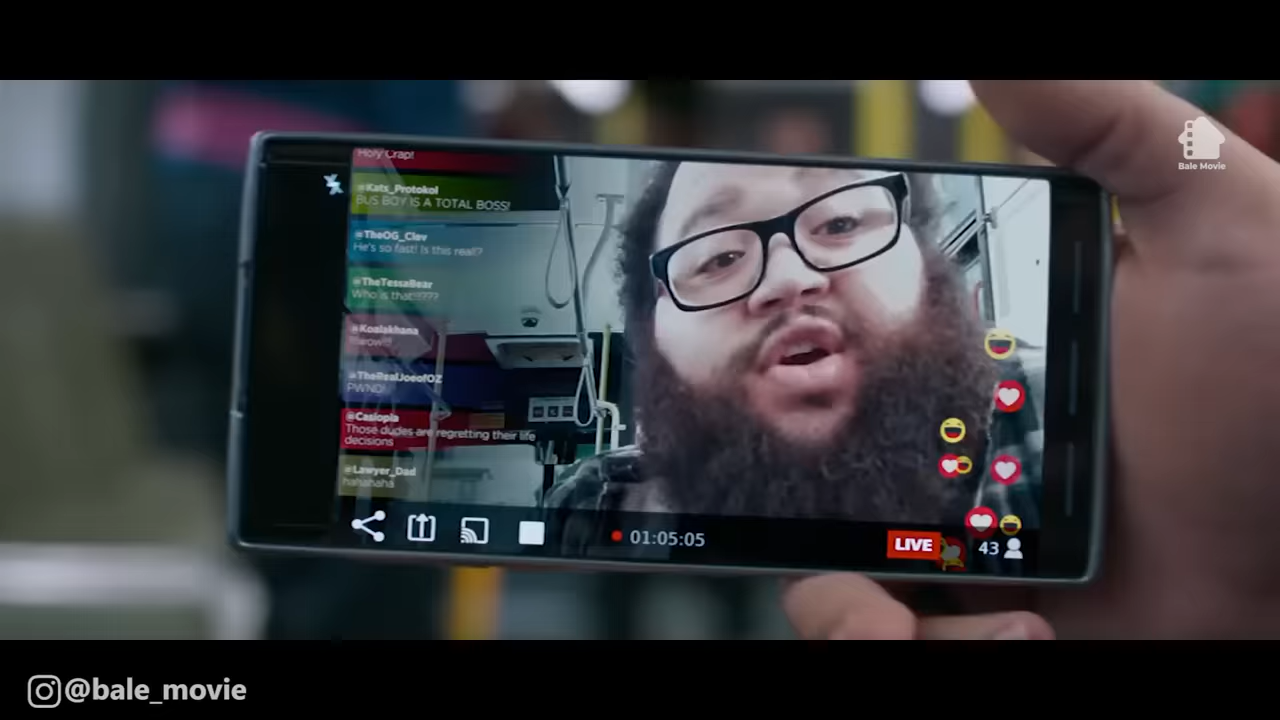 Holy Crap!
@Kats_Protokol
BUS BOY IS A TOTAL BOSS!
@TheOG_Clev
He's so fast! Is this real!?
@TheTessaBear
Who is that!!???
@Koalakhana
@TheRealJoeofOZ
PWND!
@Casiopia
Those dudes are regretting their life
decisions
@Lawyer_Dad
hahahaha
01:05:05
LIVE
43
Bale Movie
@bale_movie